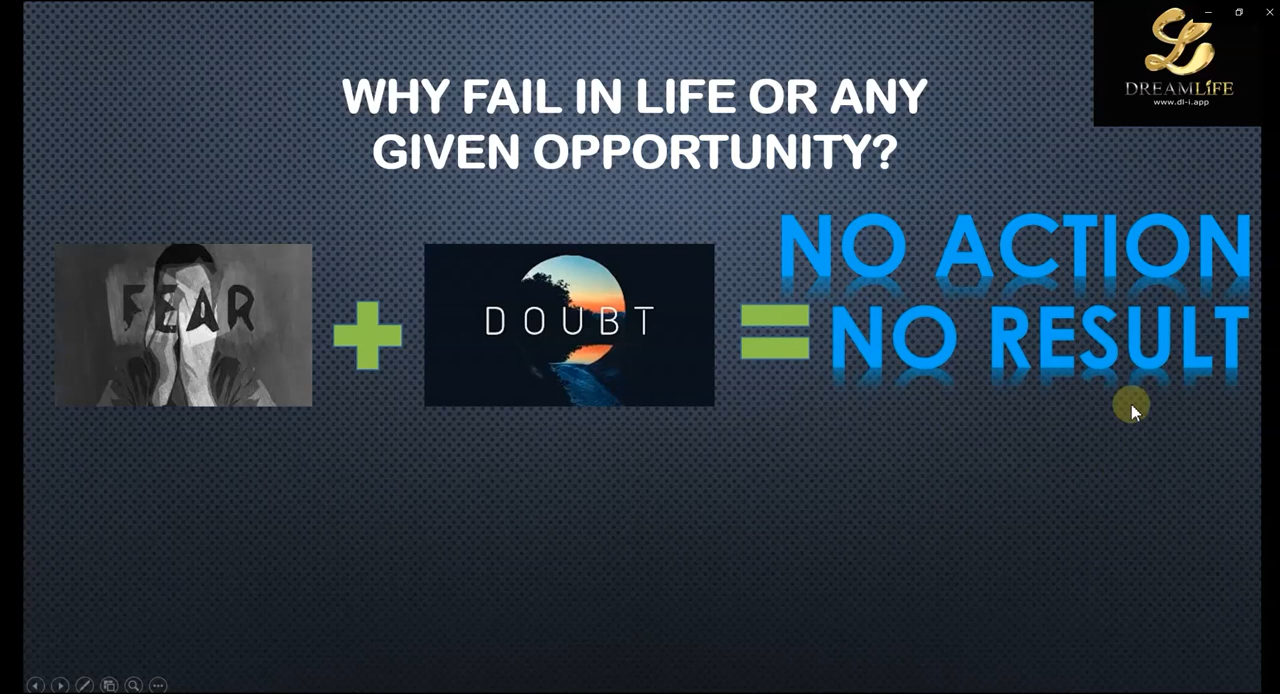 WHY FAIL IN LIFE OR ANY
GIVEN OPPORTUNITY?
FEAR
DOUBT
NO ACTION
NO RESULT
DREAMLiFE
www.dl-i.app